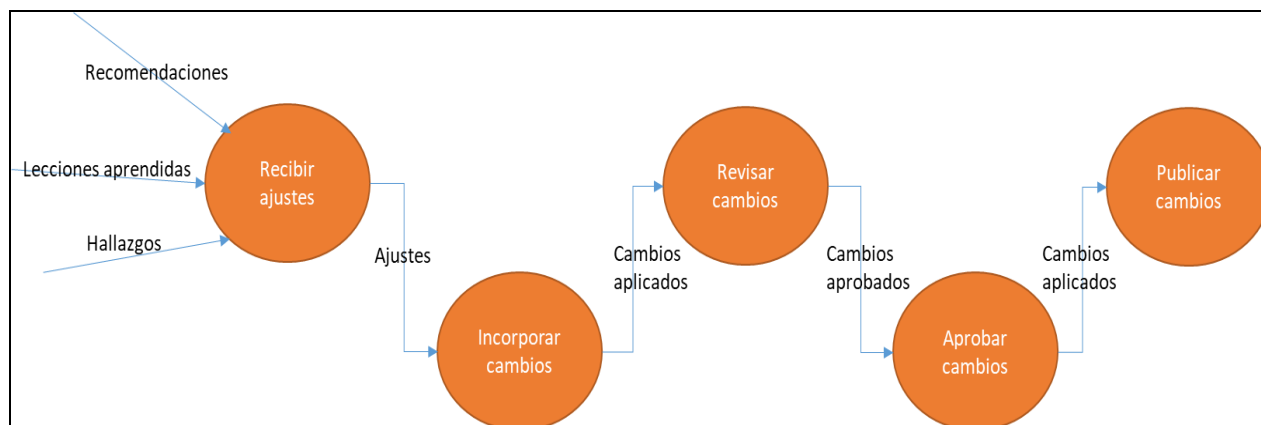 Recomendaciones
Lecciones aprendidas
Hallazgos
Recibir
ajustes
Ajustes
Incorporar
cambios
Cambios
aplicados
Revisar
cambios
Cambios
aprobados
Aprobar
cambios
Cambios
aplicados
Publicar
cambios